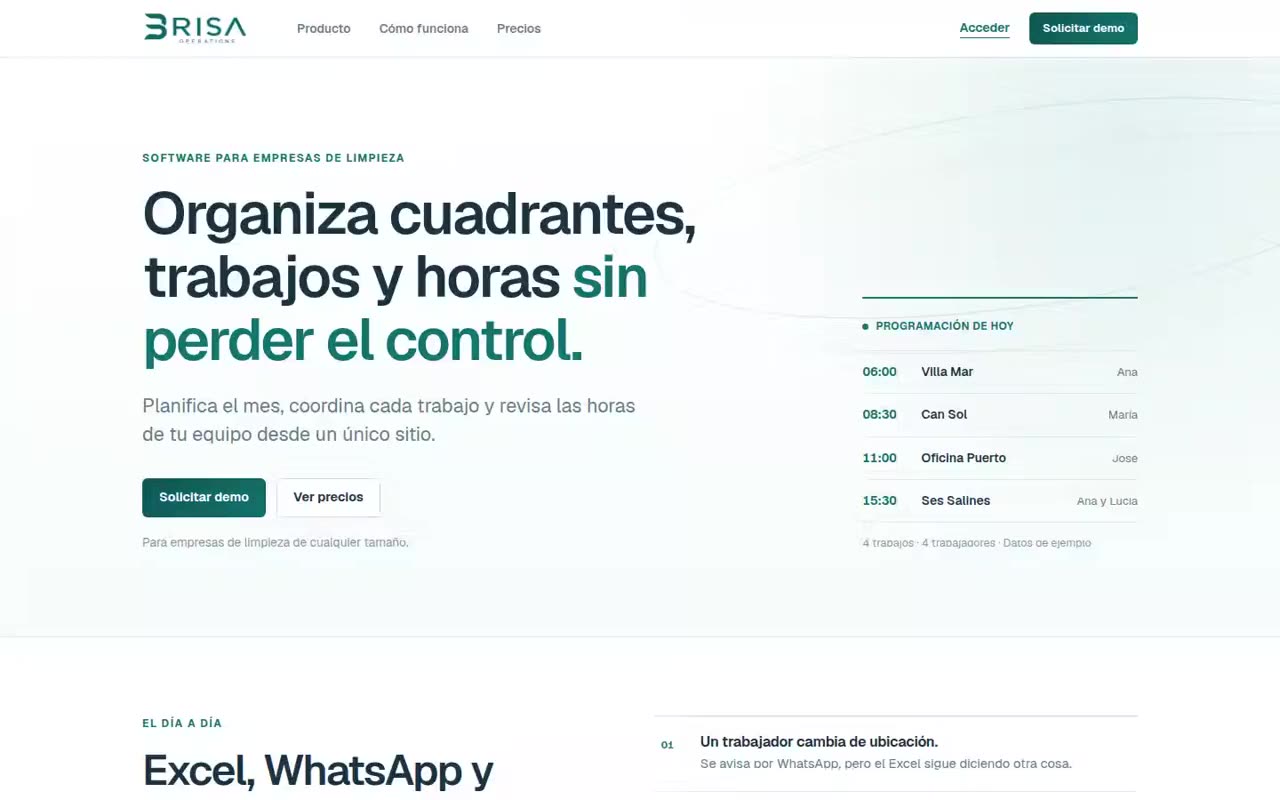 BRISA
OPERATIONS
Producto
Cómo funciona
Precios
Acceder
Solicitar demo
SOFTWARE PARA EMPRESAS DE LIMPIEZA
Organiza cuadrantes,
trabajos y horas sin
perder el control.
Planifica el mes, coordina cada trabajo y revisa las horas
de tu equipo desde un único sitio.
Solicitar demo
Ver precios
Para empresas de limpieza de cualquier tamaño.
PROGRAMACIÓN DE HOY
06:00 Villa Mar Ana
08:30 Can Sol María
11:00 Oficina Puerto Jose
15:30 Ses Salines Ana y Lucía
4 trabajos · 4 trabajadores · Datos de ejemplo
EL DÍA A DÍA
Excel, WhatsApp y
01 Un trabajador cambia de ubicación.
Se avisa por WhatsApp, pero el Excel sigue diciendo otra cosa.